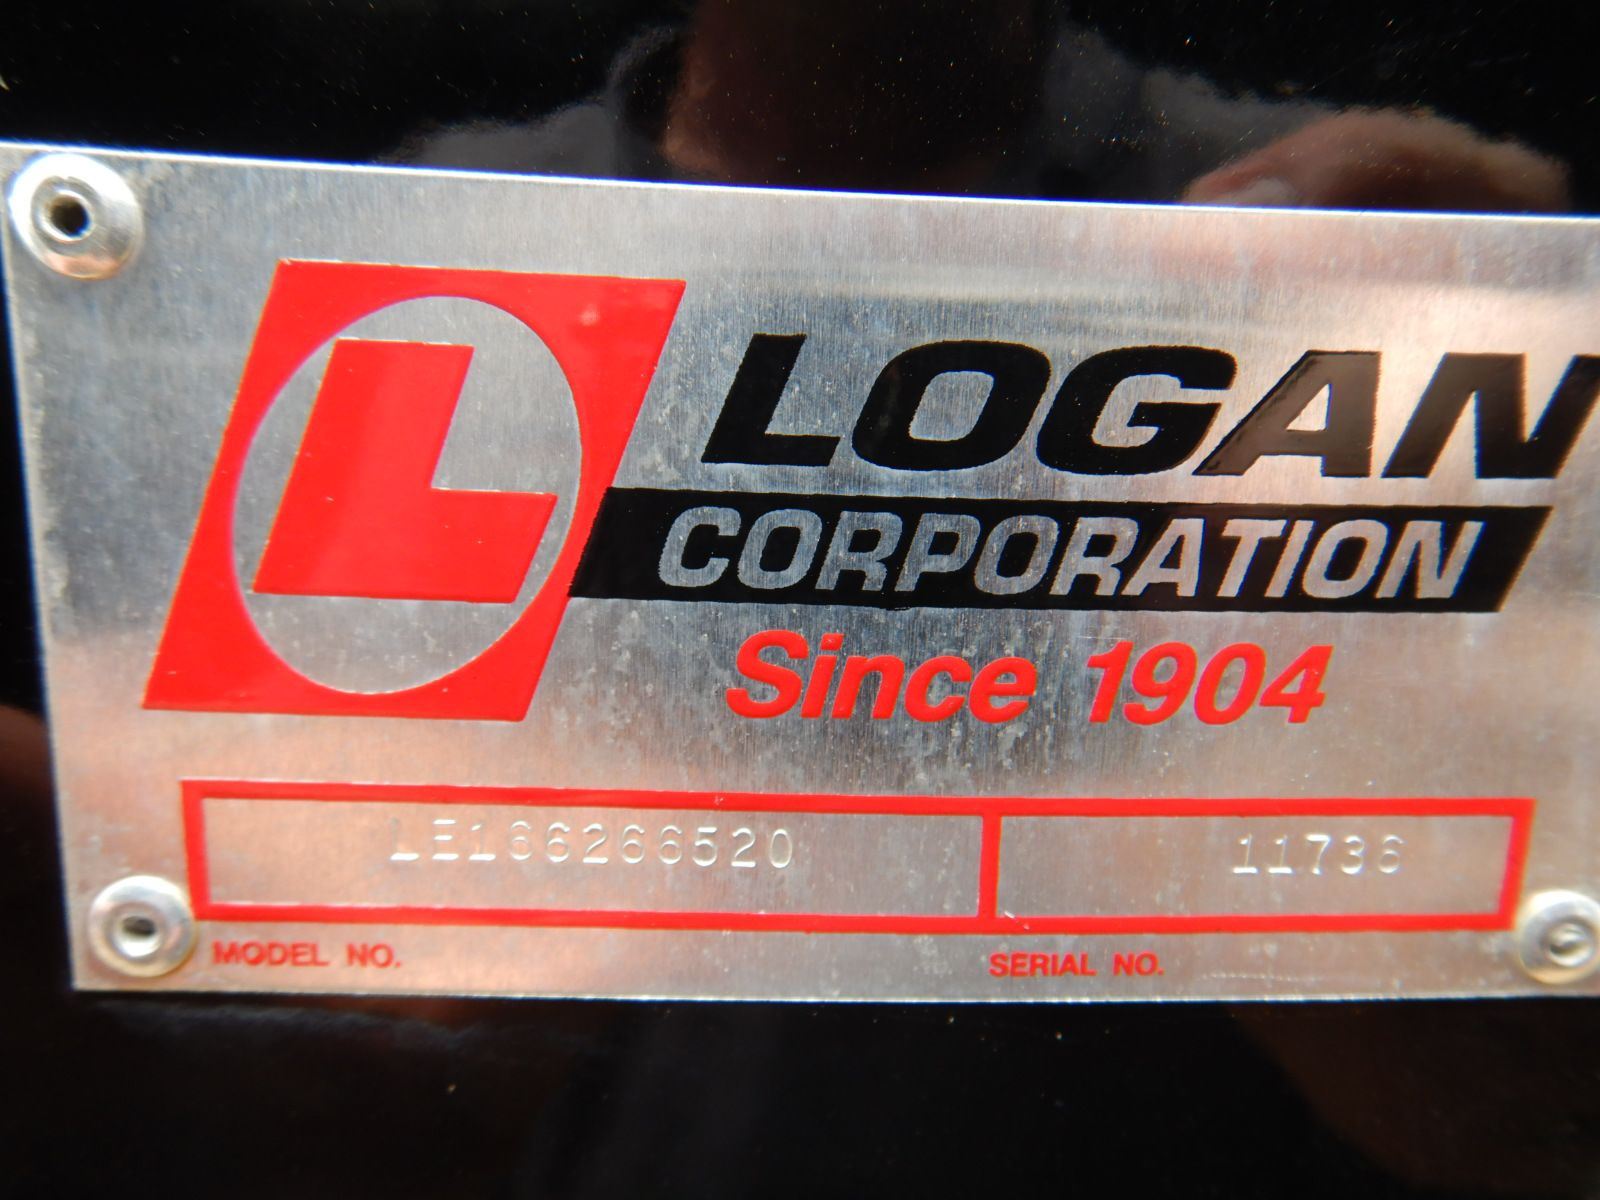 L
LOGAN
CORPORATION
Since 1904
LE166266520 11736
MODEL NO. SERIAL NO.